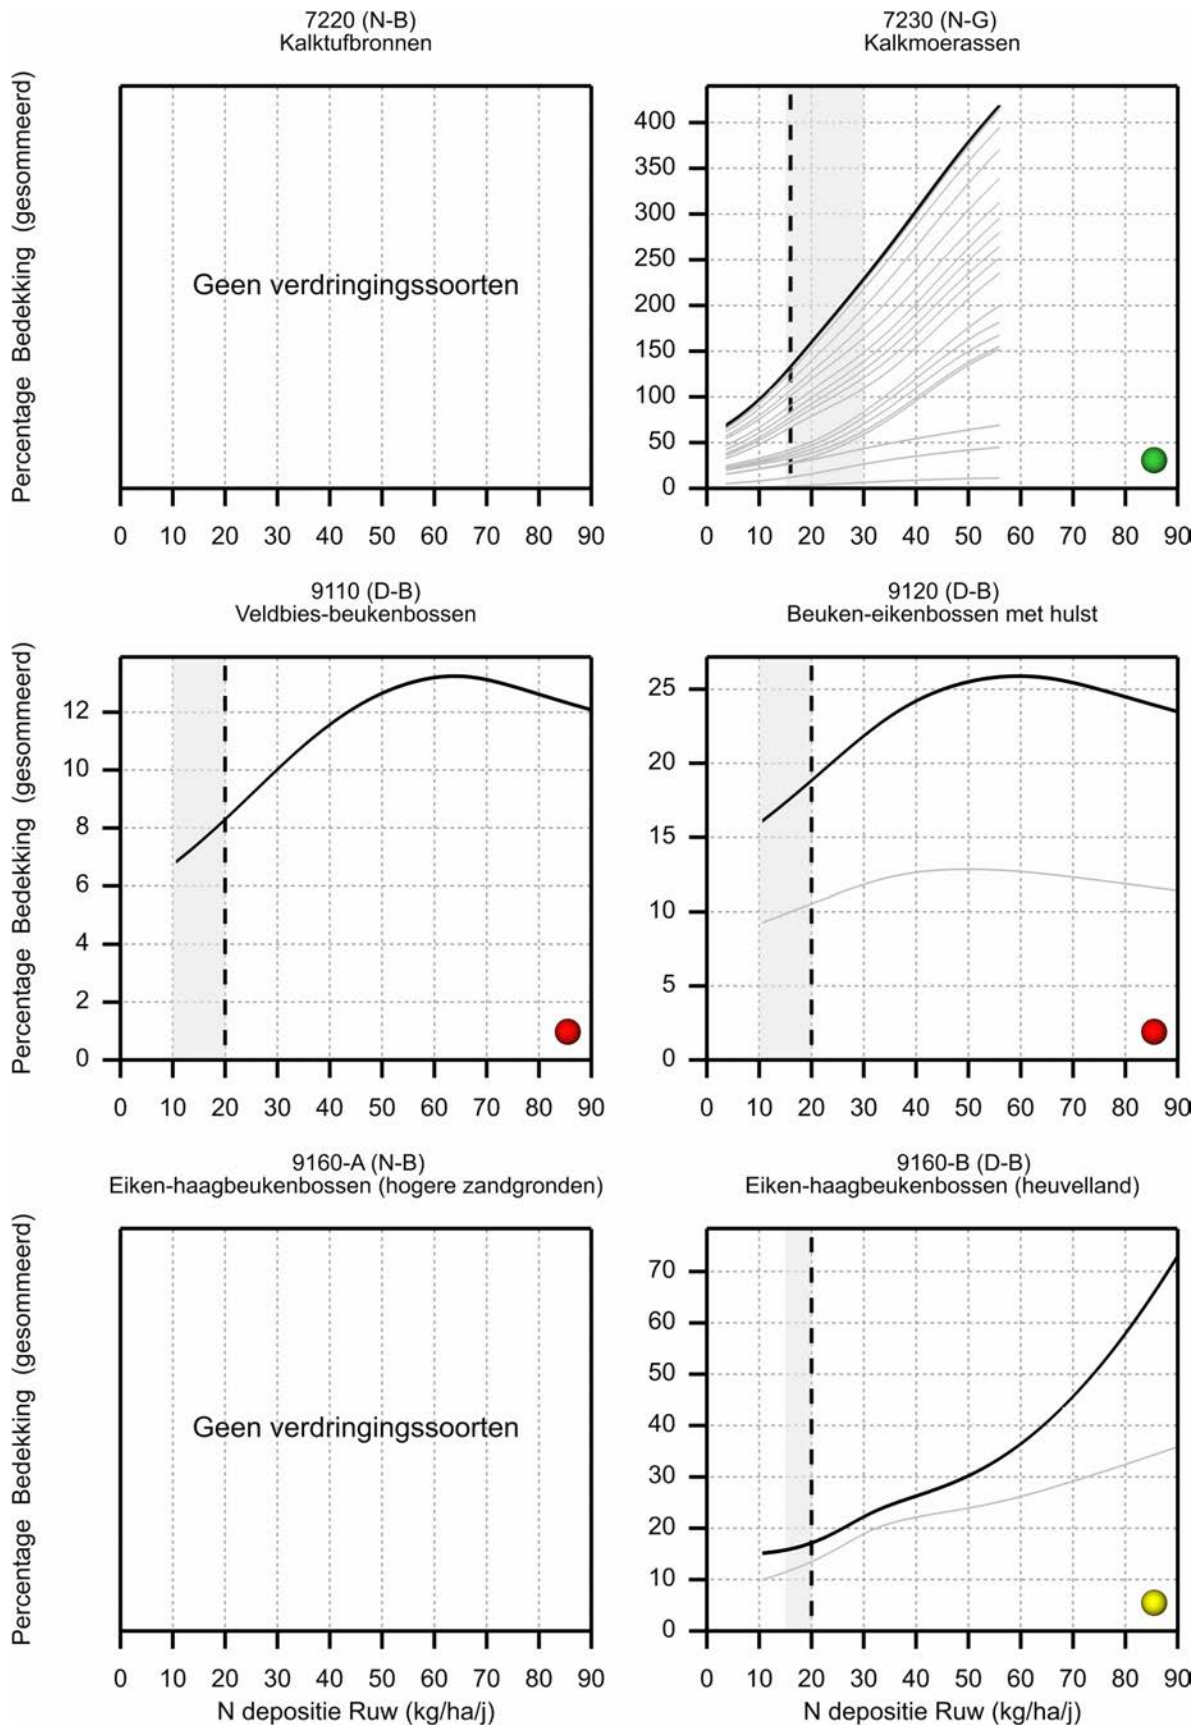 7220 (N-B)
Kalktufbronnen
Percentage Bedekking (gesommeerd)
Geen verdringingssoorten
0 10 20 30 40 50 60 70 80 90
7230 (N-G)
Kalkmoerassen
400
350
300
250
200
150
100
50
0
0 10 20 30 40 50 60 70 80 90
9110 (D-B)
Veldbies-beukenbossen
Percentage Bedekking (gesommeerd)
12
10
8
6
4
2
0
0 10 20 30 40 50 60 70 80 90
9120 (D-B)
Beuken-eikenbossen met hulst
25
20
15
10
5
0
0 10 20 30 40 50 60 70 80 90
9160-A (N-B)
Eiken-haagbeukenbossen (hogere zandgronden)
Percentage Bedekking (gesommeerd)
Geen verdringingssoorten
0 10 20 30 40 50 60 70 80 90
N depositie Ruw (kg/ha/j)
9160-B (D-B)
Eiken-haagbeukenbossen (heuvelland)
70
60
50
40
30
20
10
0
0 10 20 30 40 50 60 70 80 90
N depositie Ruw (kg/ha/j)